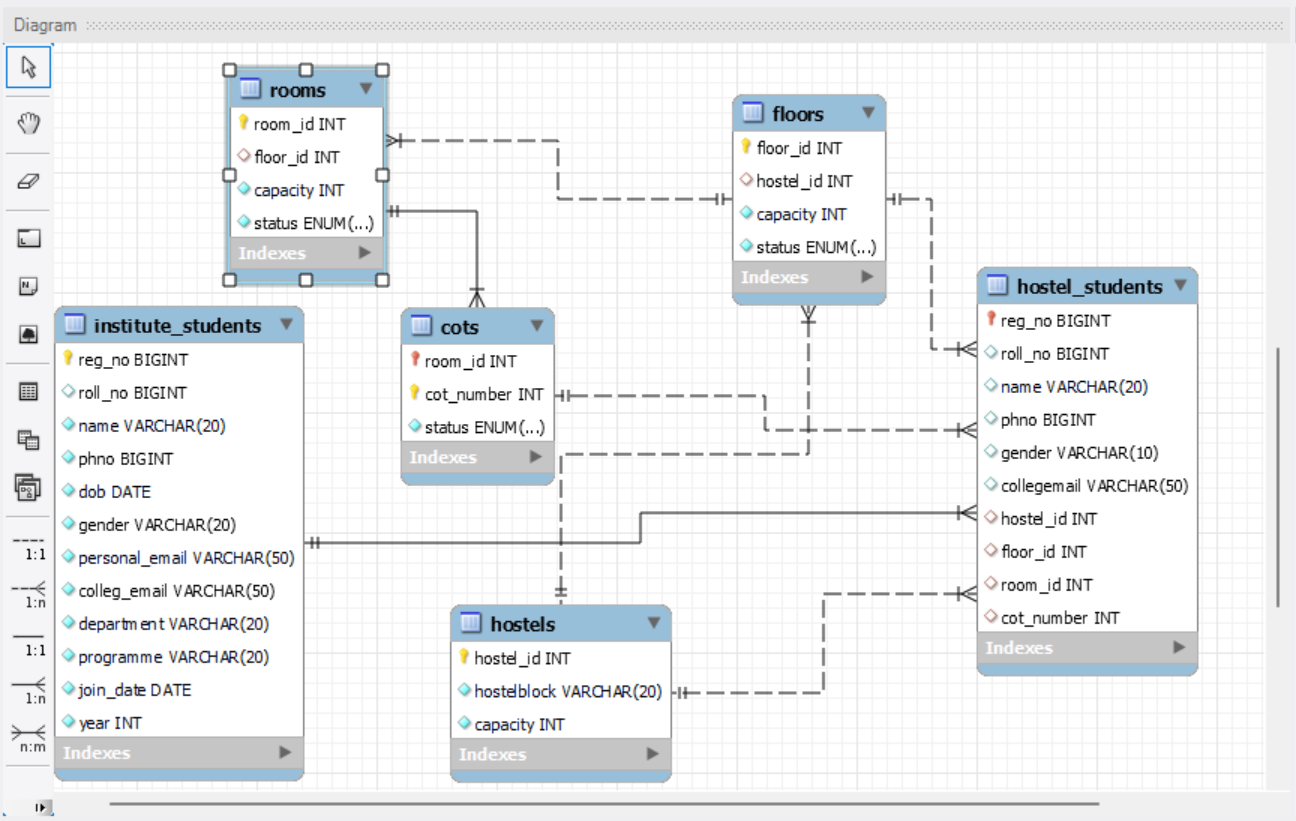 Diagram
rooms
room_id INT
floor_id INT
capacity INT
status ENUM(...)
Indexes
floors
floor_id INT
hostel_id INT
capacity INT
status ENUM(...)
Indexes
hostel_students
reg_no BIGINT
roll_no BIGINT
name VARCHAR(20)
phno BIGINT
gender VARCHAR(10)
collegemail VARCHAR(50)
hostel_id INT
floor_id INT
room_id INT
cot_number INT
Indexes
institute_students
reg_no BIGINT
roll_no BIGINT
name VARCHAR(20)
phno BIGINT
dob DATE
gender VARCHAR(20)
personal_email VARCHAR(50)
colleg_email VARCHAR(50)
department VARCHAR(20)
programme VARCHAR(20)
join_date DATE
year INT
Indexes
cots
room_id INT
cot_number INT
status ENUM(...)
Indexes
hostels
hostel_id INT
hostelblock VARCHAR(20)
capacity INT
Indexes
1:1
1:n
1:1
1:n
n:m